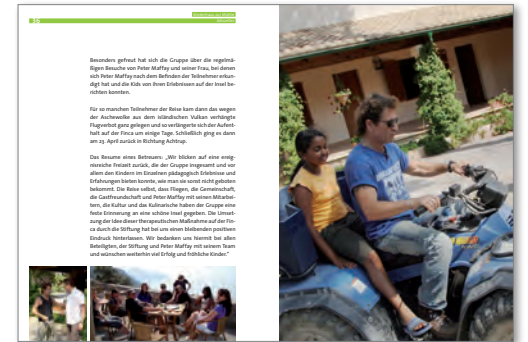 36
Aktuelles
Besonders gefreut hat sich die Gruppe über die regelmä-
ßigen Besuche von Peter Maffay und seiner Frau, bei denen
sich Peter Maffay nach dem Befinden der Teilnehmer erkun-
digt hat und die Kids von ihren Erlebnissen auf der Insel be-
richten konnten.
Für so manchen Teilnehmer der Reise kam dann das wegen
der Aschewolke aus dem isländischen Vulkan verhängte
Flugverbot ganz gelegen und so verlängerte sich der Aufent-
halt auf der Finca um einige Tage. Schließlich ging es dann
am 23. April zurück in Richtung Achtrup.
Das Resume eines Betreuers: „Wir blicken auf eine ereig-
nisreiche Freizeit zurück, die der Gruppe insgesamt und vor
allem den Kindern im Einzelnen pädagogisch Erlebnisse und
Erfahrungen bieten konnte, wie man sie sonst nicht geboten
bekommt. Die Reise selbst, dass Fliegen, die Gemeinschaft,
die Gastfreundschaft und Peter Maffay mit seinen Mitarbei-
tern, die Kultur und das Kulinarische haben der Gruppe eine
feste Erinnerung an eine schöne Insel gegeben. Die Umset-
zung der Idee dieser therapeutischen Maßnahme auf der Fin-
ca durch die Stiftung hat bei uns einen bleibenden positiven
Eindruck hinterlassen. Wir bedanken uns hiermit bei allen
Beteiligten, der Stiftung und Peter Maffay mit seinem Team
und wünschen weiterhin viel Erfolg und fröhliche Kinder.“